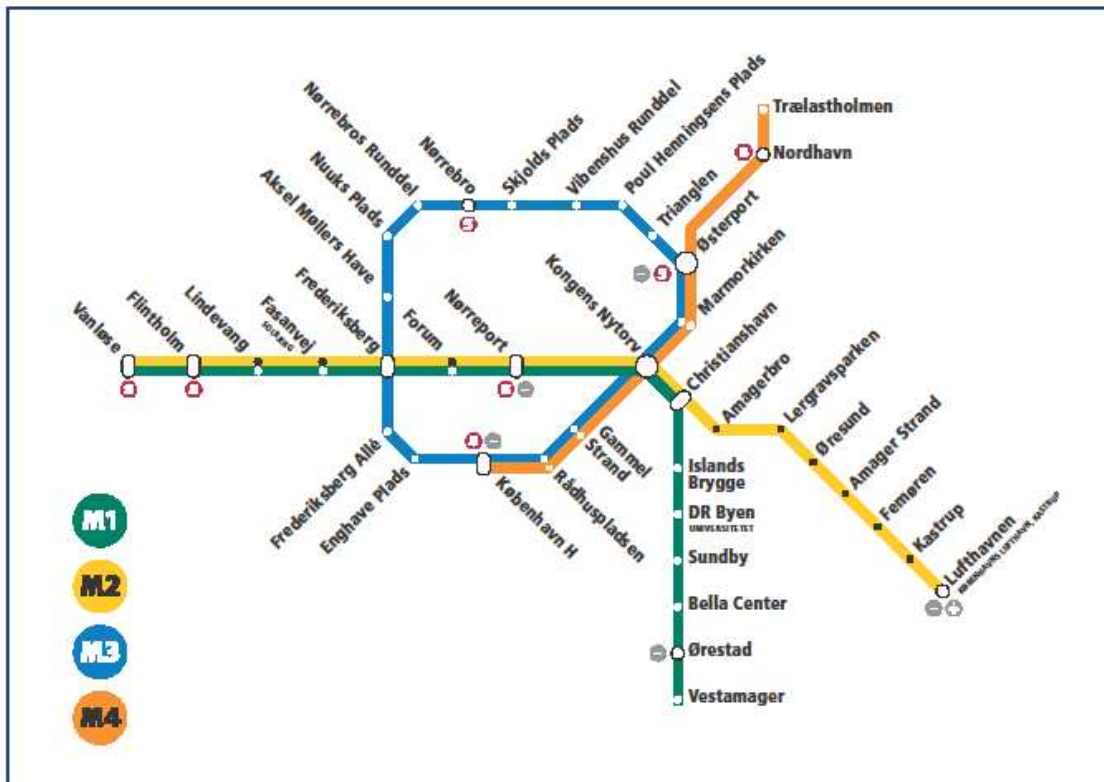 Trælastholmen
Nordhavn
Poul Henningsens Plads
Vibenshus Runddel
Skjolds Plads
Nørrebro
Nørrebros Runddel
Nuuks Plads
Aksel Møllers Have
Trianglen
Østerport
Marmorkirken
Kongens Nytorv
Christianshavn
Vanløse
Flintholm
Lindevang
Fasanvej
Frederiksberg
Forum
Nørreport
Amagerbro
Lergravsparken
Øresund
Amager Strand
Femøren
Kastrup
Lufthavnen
KØBENHAVNS LUFTHAVN, KASTRUP
Frederiksberg Allé
Enghave Plads
København H
Rådhuspladsen
Gammel
Strand
Islands
Brygge
DR Byen
UNIVERSITETET
Sundby
Bella Center
Ørestad
Vestamager
M1
M2
M3
M4